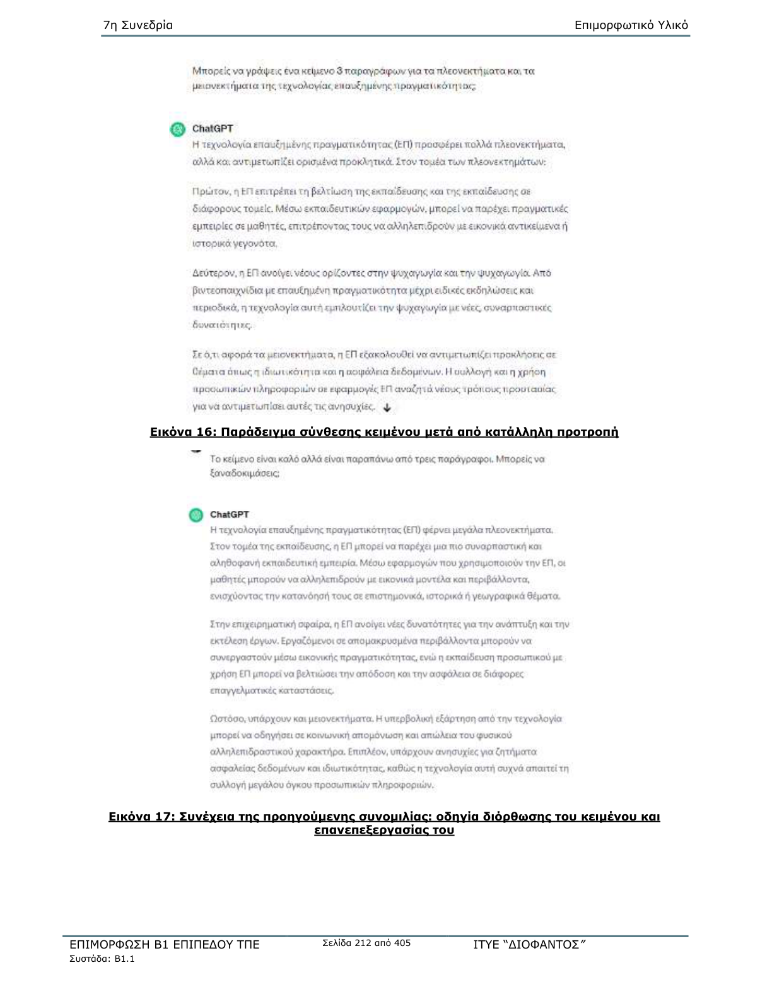 7η Συνεδρία
Επιμορφωτικό Υλικό
Μπορείς να γράψεις ένα κείμενο 3 παραγράφων για τα πλεονεκτήματα και τα
μειονεκτήματα της τεχνολογίας επαυξημένης πραγματικότητας;
ChatGPT
Η τεχνολογία επαυξημένης πραγματικότητας (ΕΠ) προσφέρει πολλά πλεονεκτήματα,
αλλά και αντιμετωπίζει ορισμένα προκλητικά. Στον τομέα των πλεονεκτημάτων:
Πρώτον, η ΕΠ επιτρέπει τη βελτίωση της εκπαίδευσης και της εκπαίδευσης σε
διάφορους τομείς. Μέσω εκπαιδευτικών εφαρμογών, μπορεί να παρέχει πραγματικές
εμπειρίες σε μαθητές, επιτρέποντας τους να αλληλεπιδρούν με εικονικά αντικείμενα ή
ιστορικά γεγονότα.
Δεύτερον, η ΕΠ ανοίγει νέους ορίζοντες στην ψυχαγωγία και την ψυχαγωγία. Από
βιντεοπαιχνίδια με επαυξημένη πραγματικότητα μέχρι ειδικές εκδηλώσεις και
περιοδικά, η τεχνολογία αυτή εμπλουτίζει την ψυχαγωγία με νέες, συναρπαστικές
δυνατότητες.
Σε ό,τι αφορά τα μειονεκτήματα, η ΕΠ εξακολουθεί να αντιμετωπίζει προκλήσεις σε
θέματα όπως η ιδιωτικότητα και η ασφάλεια δεδομένων. Η συλλογή και η χρήση
προσωπικών πληροφοριών σε εφαρμογές ΕΠ αναζητά νέους τρόπους προστασίας
για να αντιμετωπίσει αυτές τις ανησυχίες.
Εικόνα 16: Παράδειγμα σύνθεσης κειμένου μετά από κατάλληλη προτροπή
Το κείμενο είναι καλό αλλά είναι παραπάνω από τρεις παράγραφοι. Μπορείς να
ξαναδοκιμάσεις;
ChatGPT
Η τεχνολογία επαυξημένης πραγματικότητας (ΕΠ) φέρνει μεγάλα πλεονεκτήματα.
Στον τομέα της εκπαίδευσης, η ΕΠ μπορεί να παρέχει μια πιο συναρπαστική και
αληθοφανή εκπαιδευτική εμπειρία. Μέσω εφαρμογών που χρησιμοποιούν την ΕΠ, οι
μαθητές μπορούν να αλληλεπιδρούν με εικονικά μοντέλα και περιβάλλοντα,
ενισχύοντας την κατανόησή τους σε επιστημονικά, ιστορικά ή γεωγραφικά θέματα.
Στην επιχειρηματική σφαίρα, η ΕΠ ανοίγει νέες δυνατότητες για την ανάπτυξη και την
εκτέλεση έργων. Εργαζόμενοι σε απομακρυσμένα περιβάλλοντα μπορούν να
συνεργαστούν μέσω εικονικής πραγματικότητας, ενώ η εκπαίδευση προσωπικού με
χρήση ΕΠ μπορεί να βελτιώσει την απόδοση και την ασφάλεια σε διάφορες
επαγγελματικές καταστάσεις.
Ωστόσο, υπάρχουν και μειονεκτήματα. Η υπερβολική εξάρτηση από την τεχνολογία
μπορεί να οδηγήσει σε κοινωνική απομόνωση και απώλεια του φυσικού
αλληλεπιδραστικού χαρακτήρα. Επιπλέον, υπάρχουν ανησυχίες για ζητήματα
ασφαλείας δεδομένων και ιδιωτικότητας, καθώς η τεχνολογία αυτή συχνά απαιτεί τη
συλλογή μεγάλου όγκου προσωπικών πληροφοριών.
Εικόνα 17: Συνέχεια της προηγούμενης συνομιλίας: οδηγία διόρθωσης του κειμένου και
επανεπεξεργασίας του
ΕΠΙΜΟΡΦΩΣΗ Β1 ΕΠΙΠΕΔΟΥ ΤΠΕ
Σελίδα 212 από 405
ΙΤΥΕ “ΔΙΟΦΑΝΤΟΣ”
Συστάδα: Β1.1